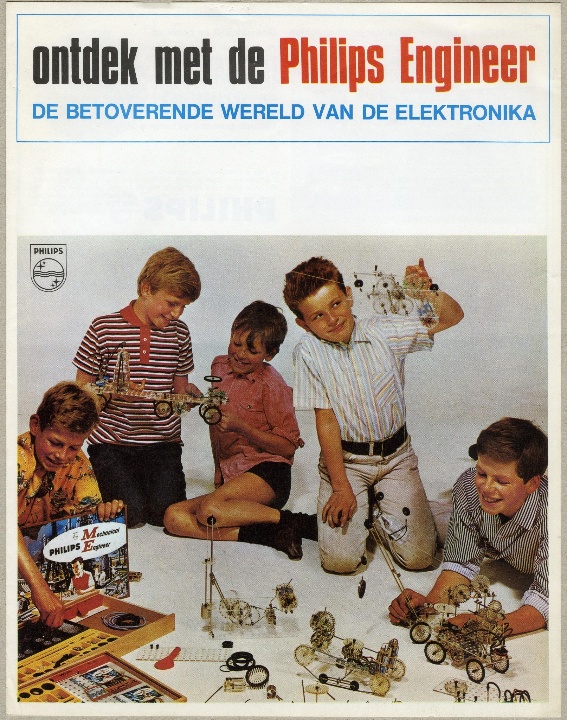 ontdek met de Philips Engineer
DE BETOVERENDE WERELD VAN DE ELEKTRONIKA
PHILIPS
PHILIPS Mechanical Engineer